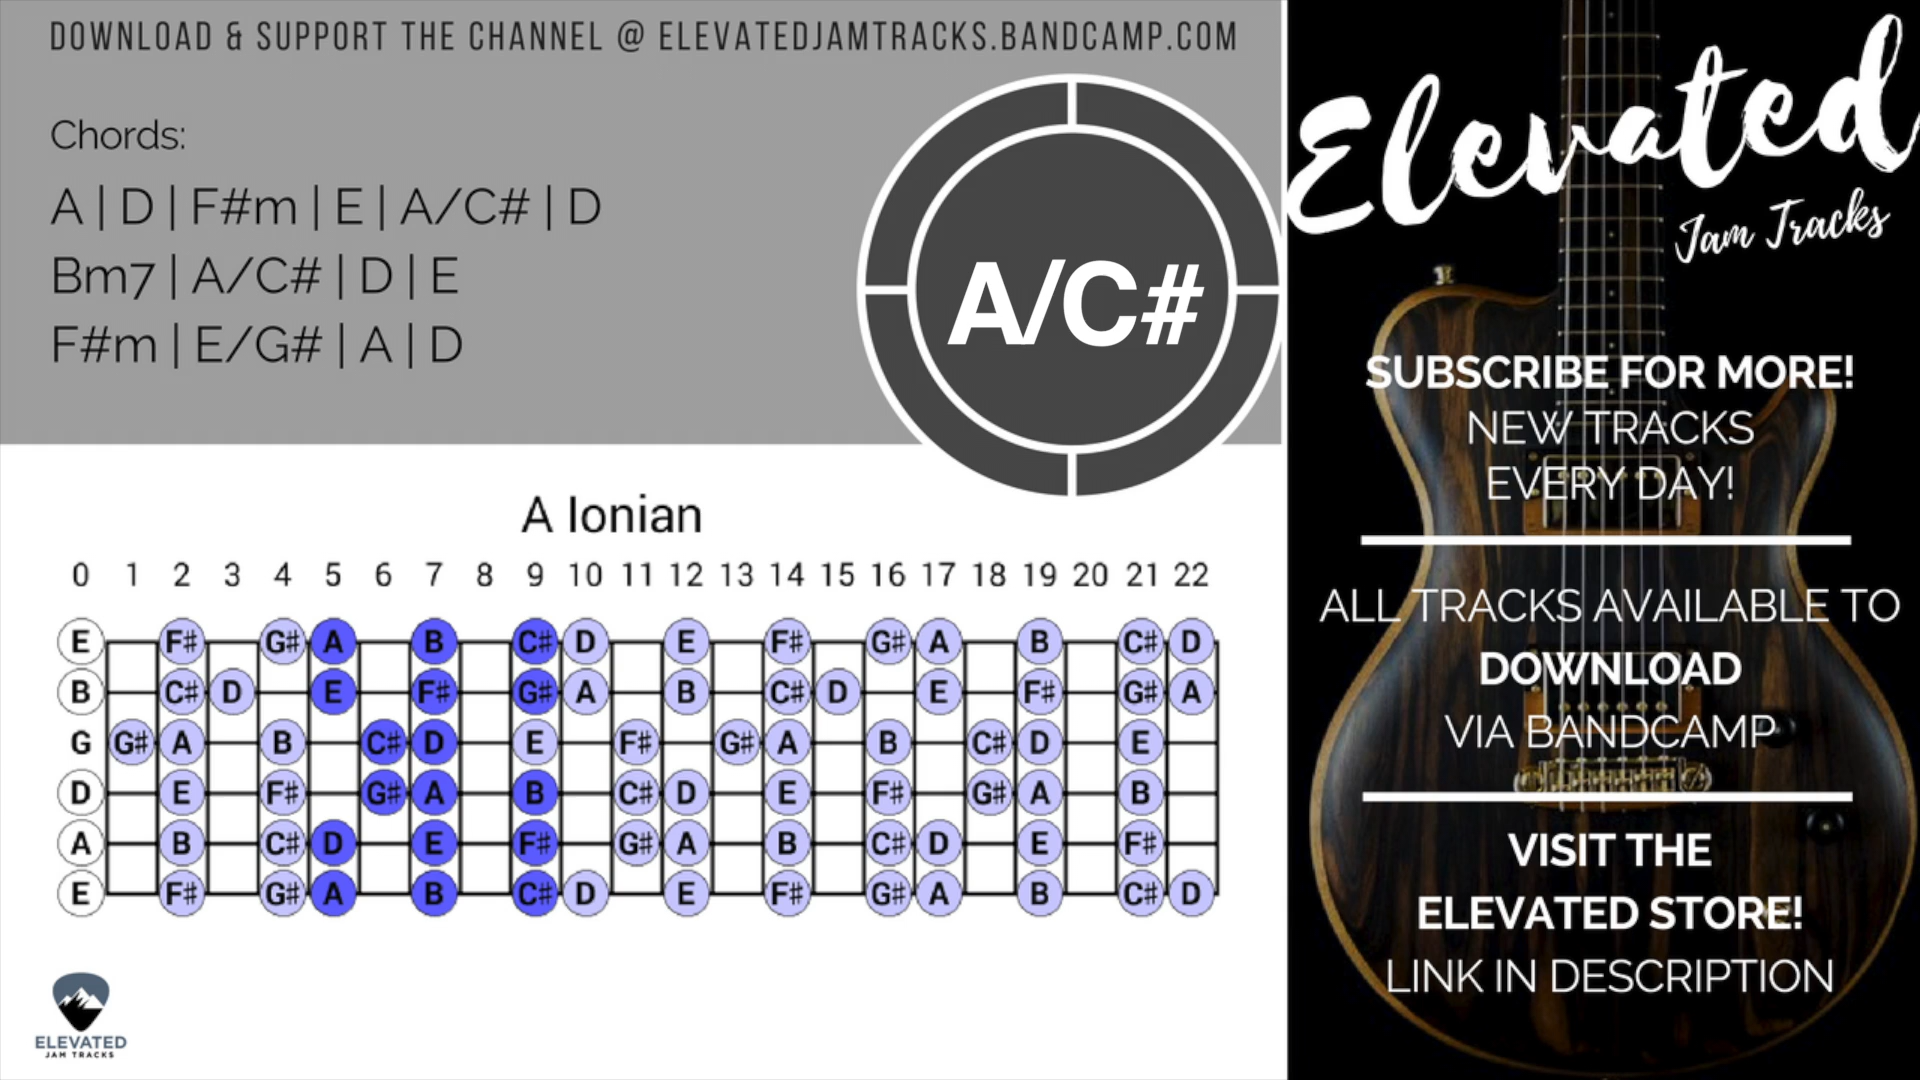 DOWNLOAD & SUPPORT THE CHANNEL @ ELEVATEDJAMTRACKS.BANDCAMP.COM
Chords:
A | D | F#m | E | A/C# | D
Bm7 | A/C# | D | E
F#m | E/G# | A | D
A/C#
A Ionian
0 1 2 3 4 5 6 7 8 9 10 11 12 13 14 15 16 17 18 19 20 21 22
E F# G# A B C# D E F# G# A B C# D
B C# D E F# G# A B C# D E F# G# A
G G# A B C# D E F# G# A B C# D E
D E F# G# A B C# D E F# G# A B
A B C# D E F# G# A B C# D E F#
E F# G# A B C# D E F# G# A B C# D
ELEVATED
JAM TRACKS
Elevated
Jam Tracks
SUBSCRIBE FOR MORE!
NEW TRACKS
EVERY DAY!
ALL TRACKS AVAILABLE TO
DOWNLOAD
VIA BANDCAMP
VISIT THE
ELEVATED STORE!
LINK IN DESCRIPTION